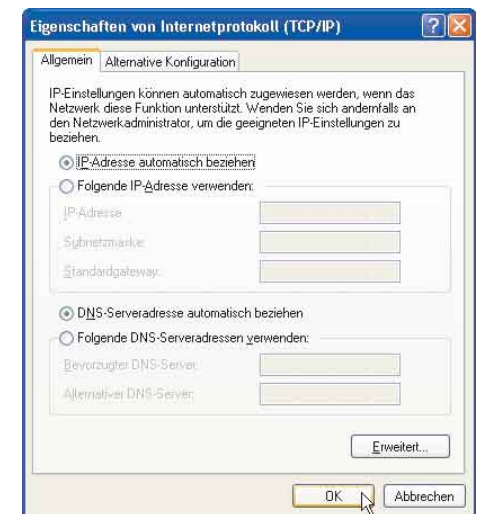 Eigenschaften von Internetprotokoll (TCP/IP)
Allgemein Alternative Konfiguration
IP-Einstellungen können automatisch zugewiesen werden, wenn das
Netzwerk diese Funktion unterstützt. Wenden Sie sich andernfalls an
den Netzwerkadministrator, um die geeigneten IP-Einstellungen zu
beziehen.
IP-Adresse automatisch beziehen
Folgende IP-Adresse verwenden:
IP-Adresse:
Subnetzmaske:
Standardgateway:
DNS-Serveradresse automatisch beziehen
Folgende DNS-Serveradressen verwenden:
Bevorzugter DNS-Server:
Alternativer DNS-Server:
Erweitert...
OK Abbrechen